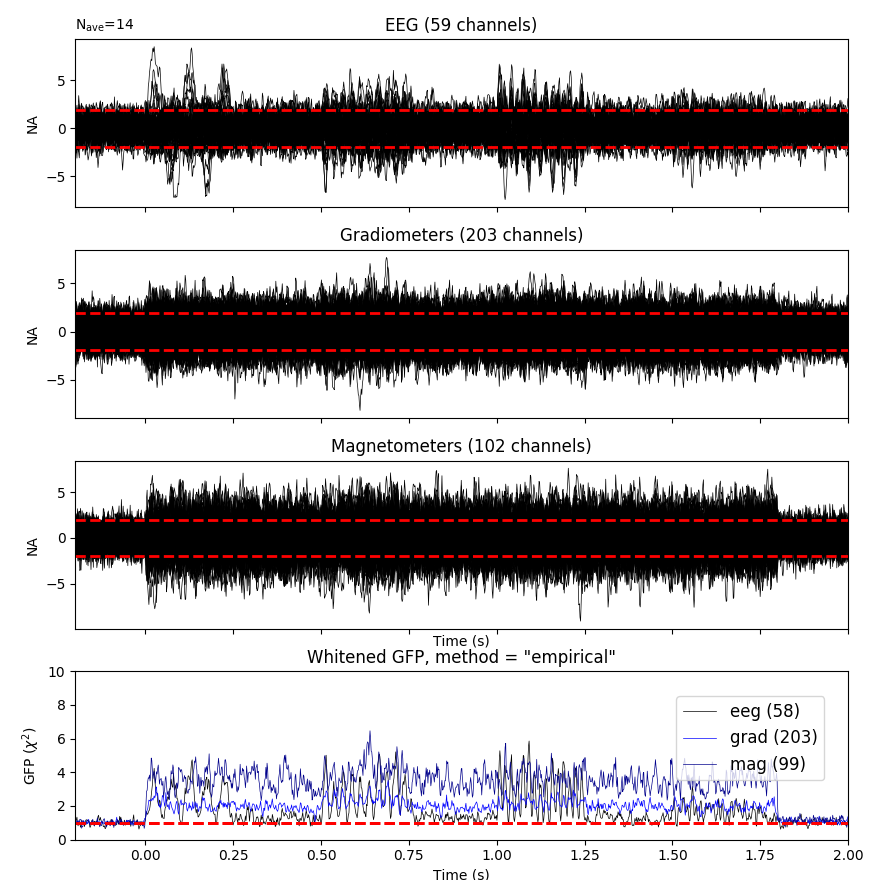 Nave=14
EEG (59 channels)
NA
5
0
−5
Gradiometers (203 channels)
NA
5
0
−5
Magnetometers (102 channels)
NA
5
0
−5
Time (s)
Whitened GFP, method = "empirical"
GFP (χ²)
10
8
6
4
2
0
eeg (58)
grad (203)
mag (99)
0.00 0.25 0.50 0.75 1.00 1.25 1.50 1.75 2.00
Time (s)